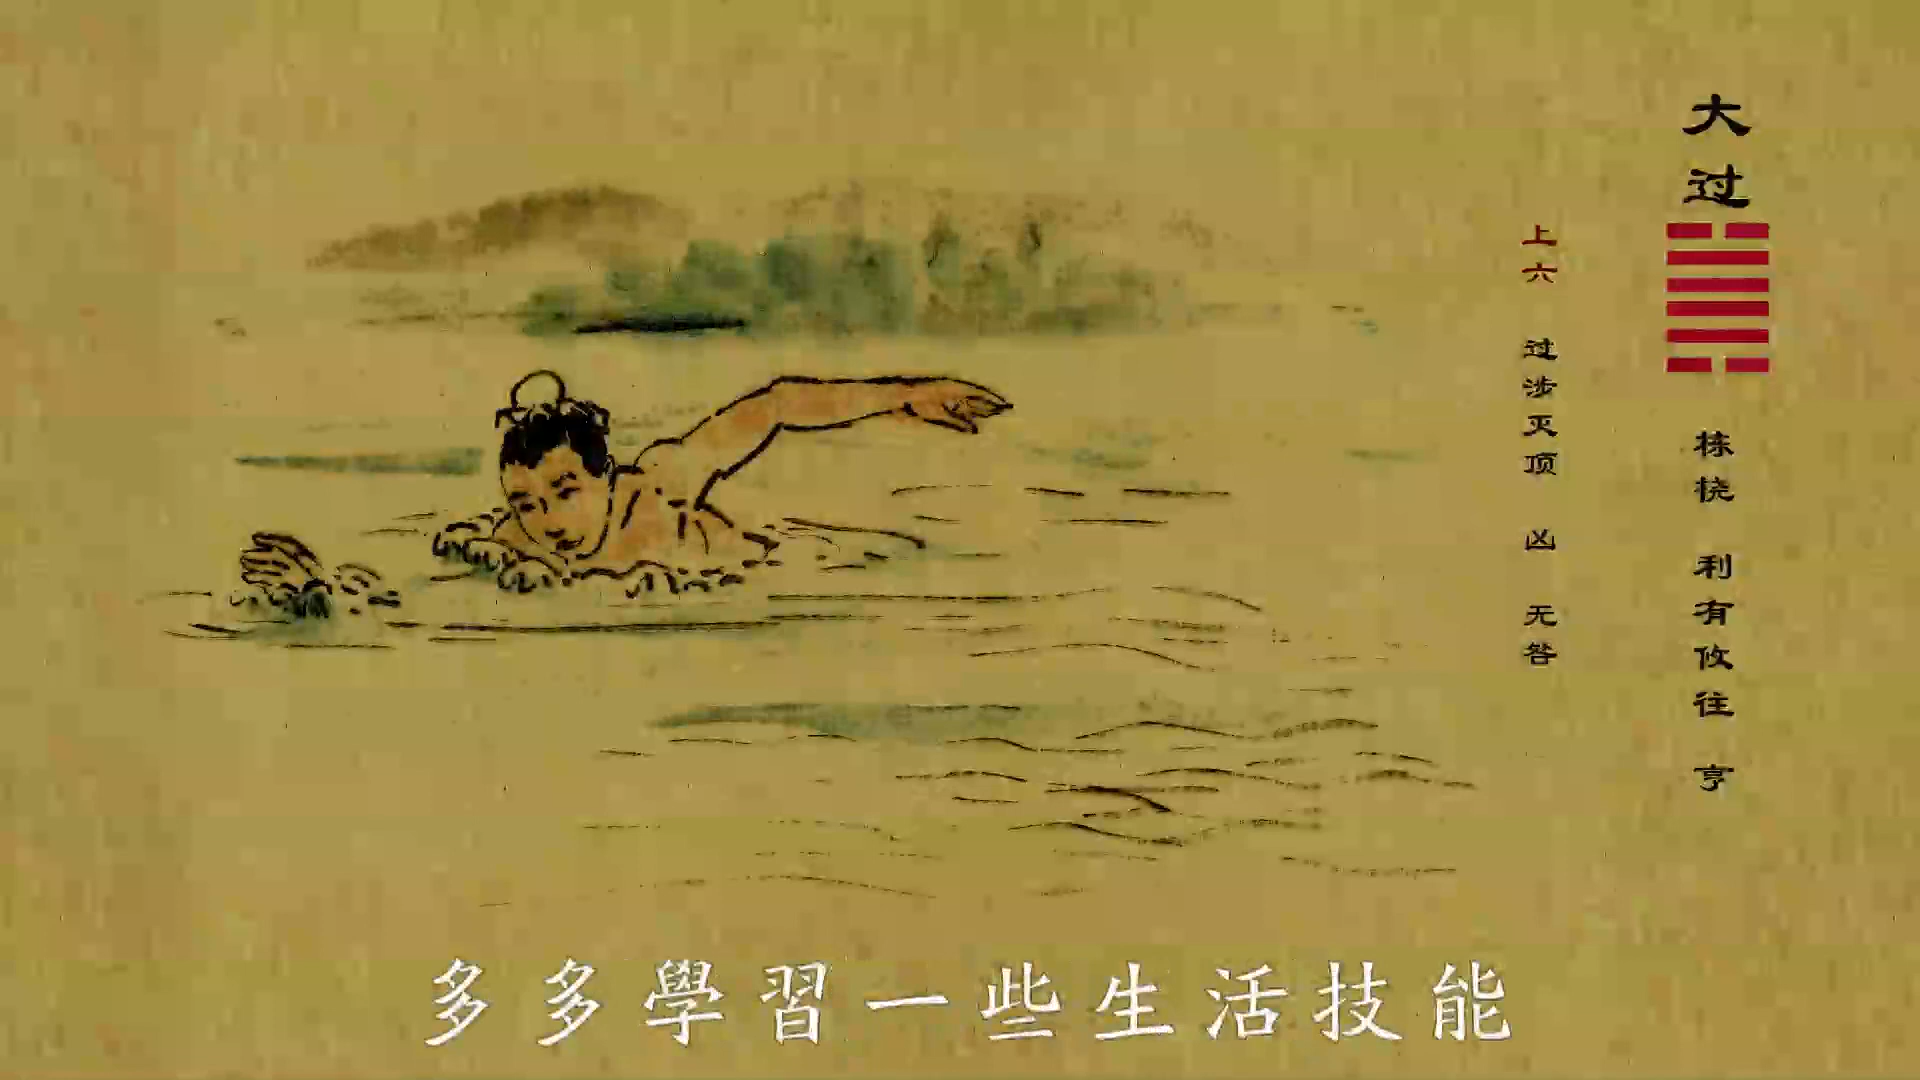 大过
栋桡 利有攸往 亨
上六 过涉灭顶 凶 无咎
多多學習一些生活技能